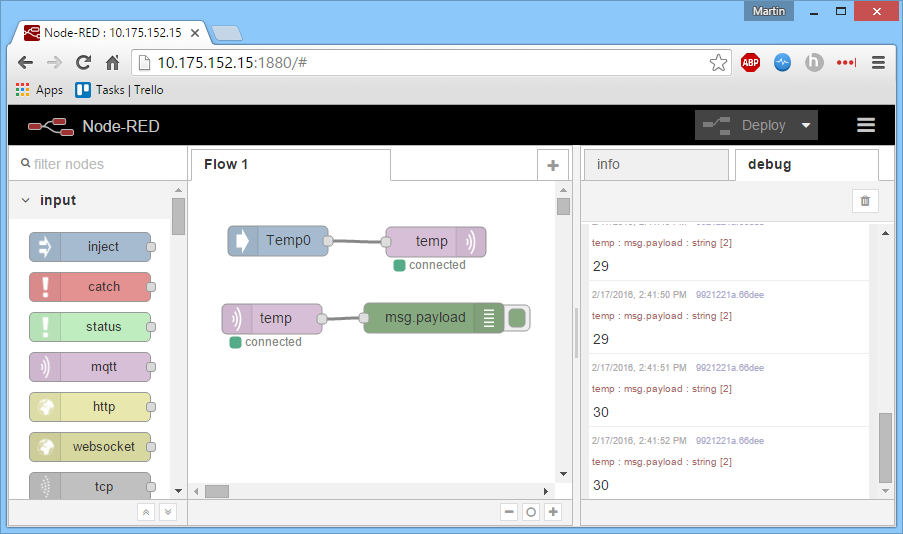 Martin
Node-RED : 10.175.152.15
10.175.152.15:1880/#
ABP
h
Apps
Tasks | Trello
Node-RED
Deploy
filter nodes
Flow 1
info
debug
input
inject
catch
status
mqtt
http
websocket
tcp
Temp0
temp
connected
temp
msg.payload
connected
temp : msg.payload : string [2]
29
2/17/2016, 2:41:50 PM 9921221a.66dee
temp : msg.payload : string [2]
29
2/17/2016, 2:41:51 PM 9921221a.66dee
temp : msg.payload : string [2]
30
2/17/2016, 2:41:52 PM 9921221a.66dee
temp : msg.payload : string [2]
30